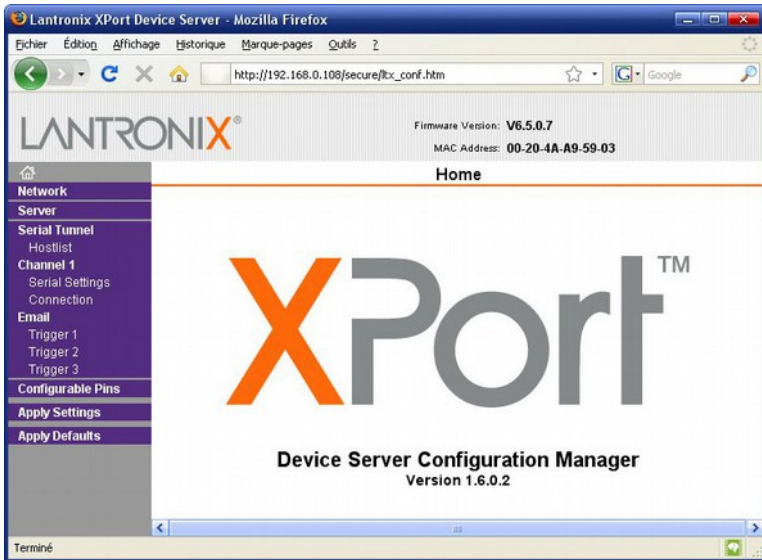 Lantronix XPort Device Server - Mozilla Firefox
Fichier Édition Affichage Historique Marque-pages Outils ?
http://192.168.0.108/secure/ltx_conf.htm
G Google
LANTRONIX®
Firmware Version: V6.5.0.7
MAC Address: 00-20-4A-A9-59-03
Home
Network
Server
Serial Tunnel
Hostlist
Channel 1
Serial Settings
Connection
Email
Trigger 1
Trigger 2
Trigger 3
Configurable Pins
Apply Settings
Apply Defaults
XPort™
Device Server Configuration Manager
Version 1.6.0.2
Terminé